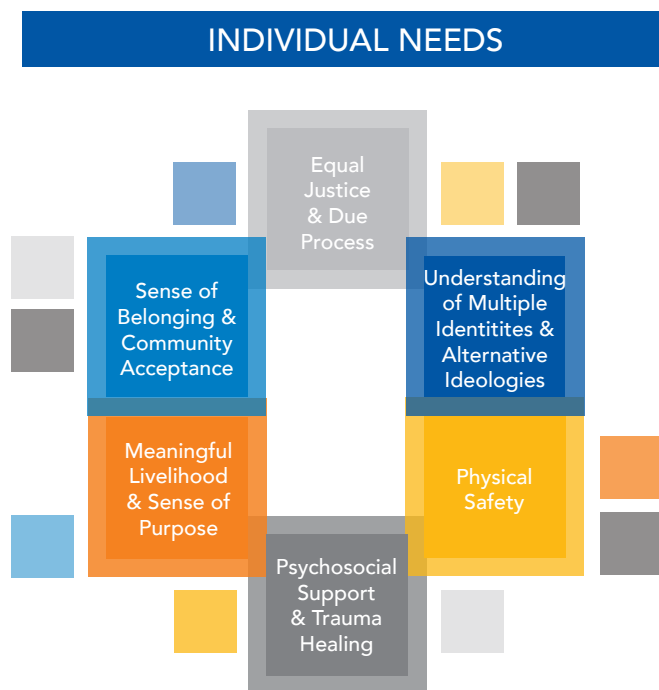 INDIVIDUAL NEEDS
Equal
Justice
& Due
Process
Sense of
Belonging &
Community
Acceptance
Understanding
of Multiple
Identitites &
Alternative
Ideologies
Meaningful
Livelihood
& Sense of
Purpose
Physical
Safety
Psychosocial
Support
& Trauma
Healing